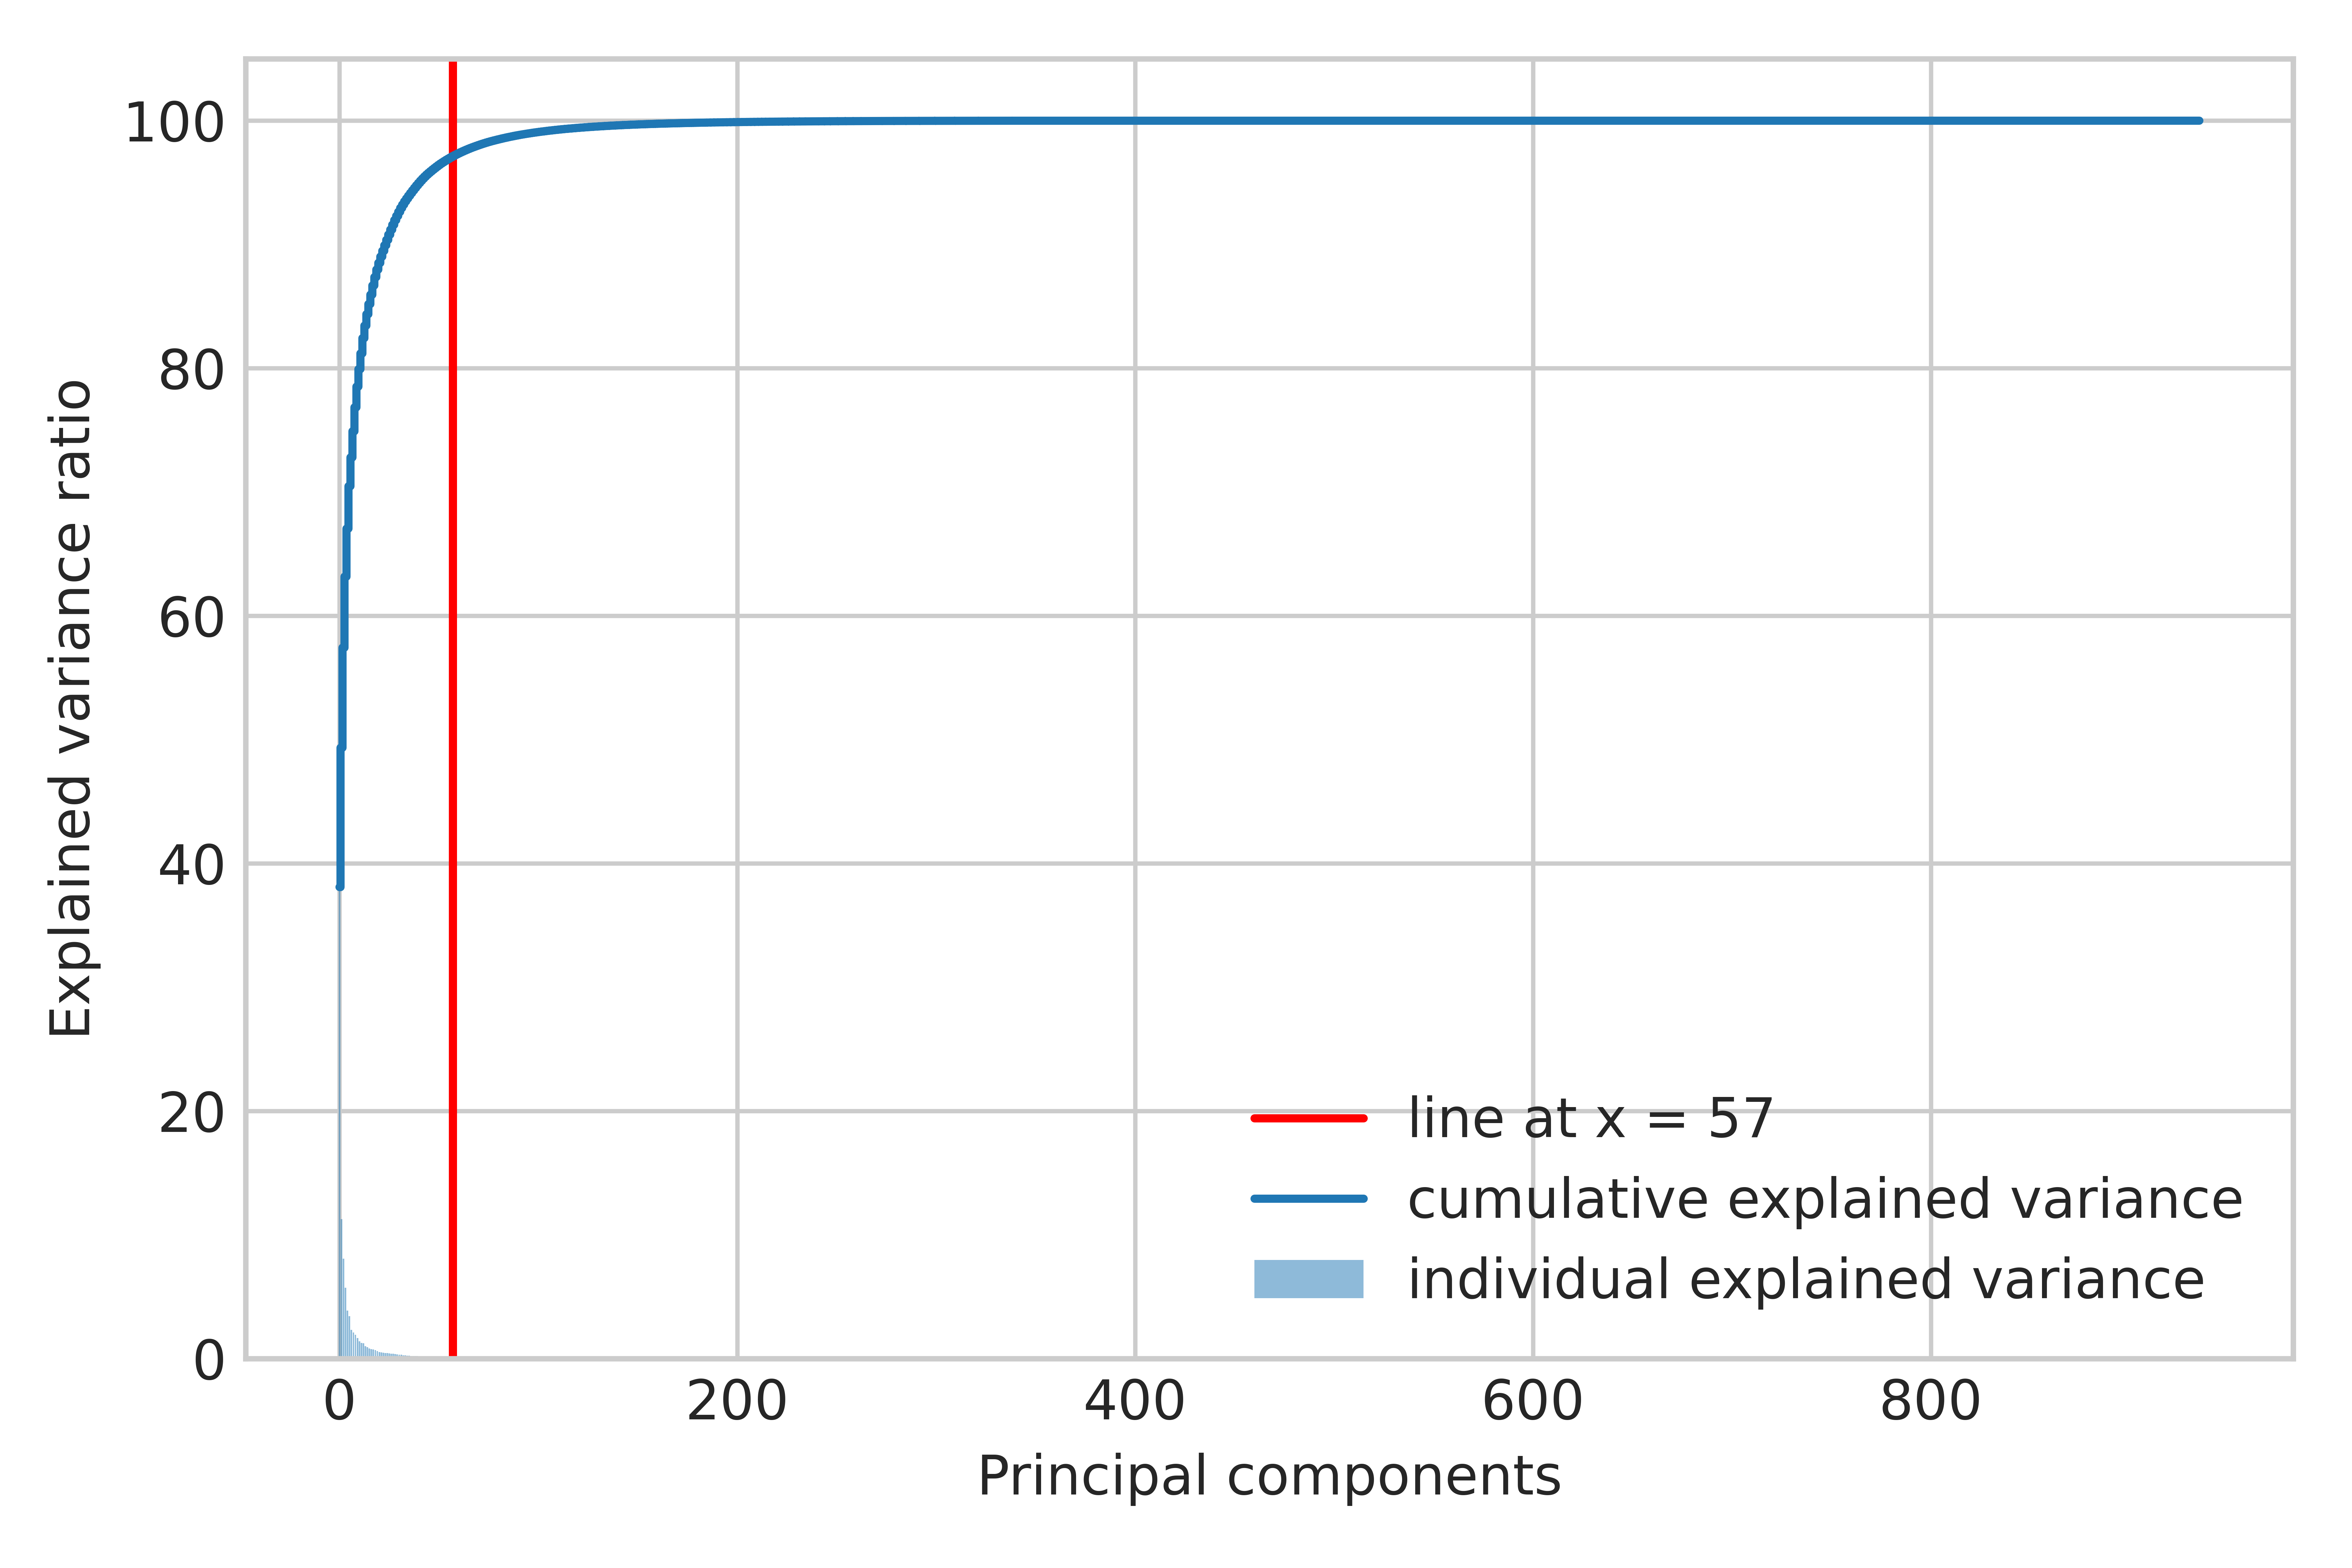 100
80
60
40
20
0
Explained variance ratio
line at x = 57
cumulative explained variance
individual explained variance
0 200 400 600 800
Principal components